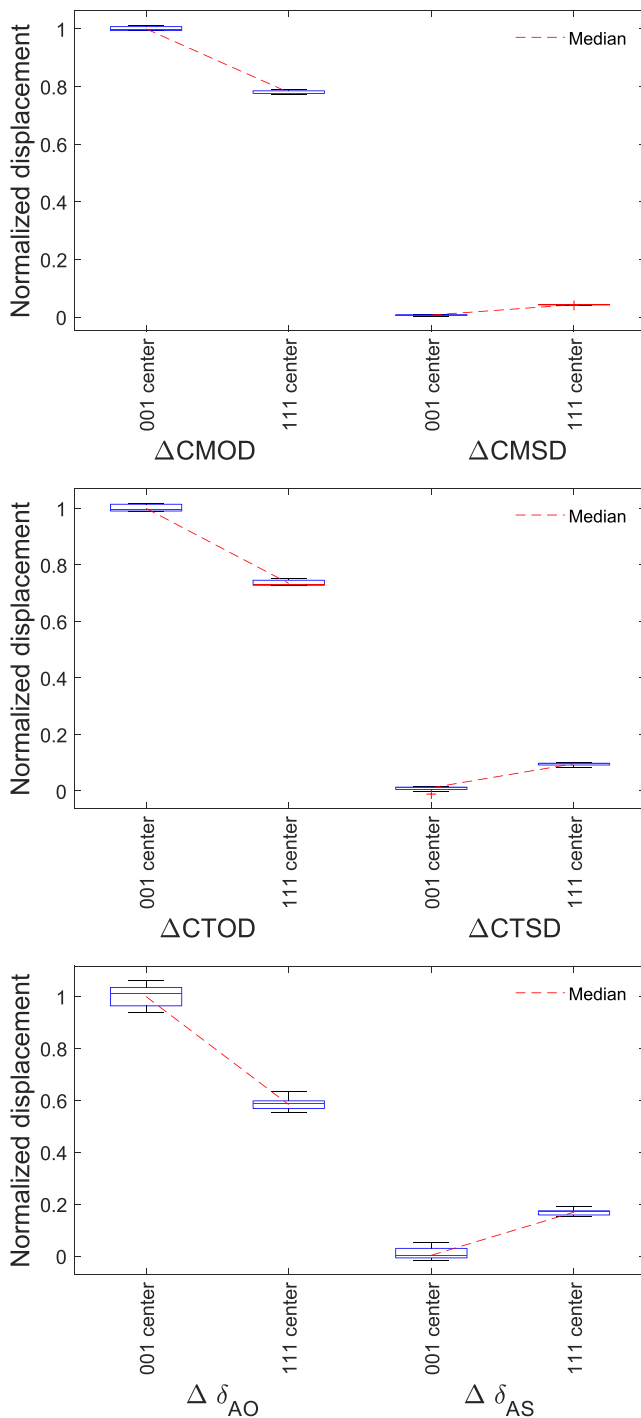 Normalized displacement
1
0.8
0.6
0.4
0.2
0
Median
001 center
111 center
001 center
111 center
ΔCMOD
ΔCMSD
Normalized displacement
1
0.8
0.6
0.4
0.2
0
Median
001 center
111 center
001 center
111 center
ΔCTOD
ΔCTSD
Normalized displacement
1
0.8
0.6
0.4
0.2
0
Median
001 center
111 center
001 center
111 center
Δ δAO
Δ δAS